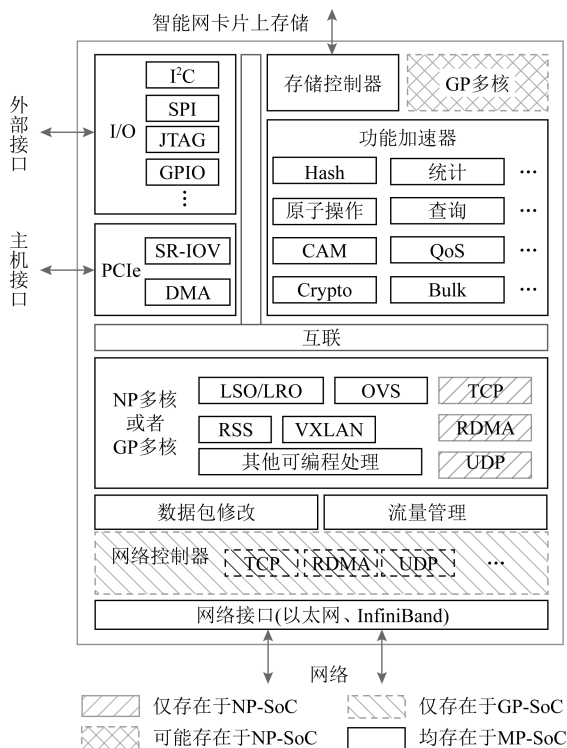 智能网卡片上存储
外部接口
主机接口
I/O
I²C
SPI
JTAG
GPIO
⋮
PCIe
SR-IOV
DMA
存储控制器
GP多核
功能加速器
Hash
统计
…
原子操作
查询
…
CAM
QoS
…
Crypto
Bulk
…
互联
NP多核
或者
GP多核
LSO/LRO
OVS
TCP
RSS
VXLAN
RDMA
其他可编程处理
UDP
数据包修改
流量管理
网络控制器
TCP
RDMA
UDP
…
网络接口(以太网、InfiniBand)
网络
仅存在于NP-SoC
仅存在于GP-SoC
可能存在于NP-SoC
均存在于MP-SoC